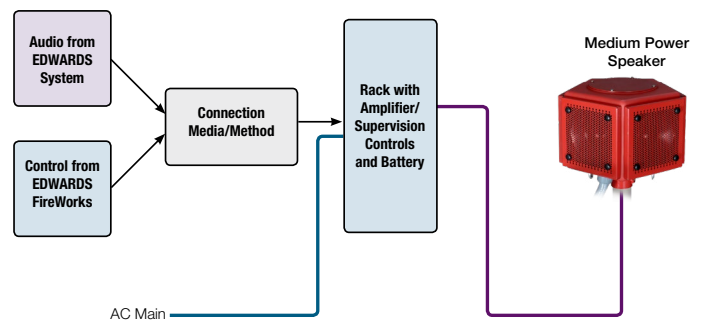 Audio from
EDWARDS
System
Control from
EDWARDS
FireWorks
Connection
Media/Method
Rack with
Amplifier/
Supervision
Controls
and Battery
Medium Power
Speaker
AC Main